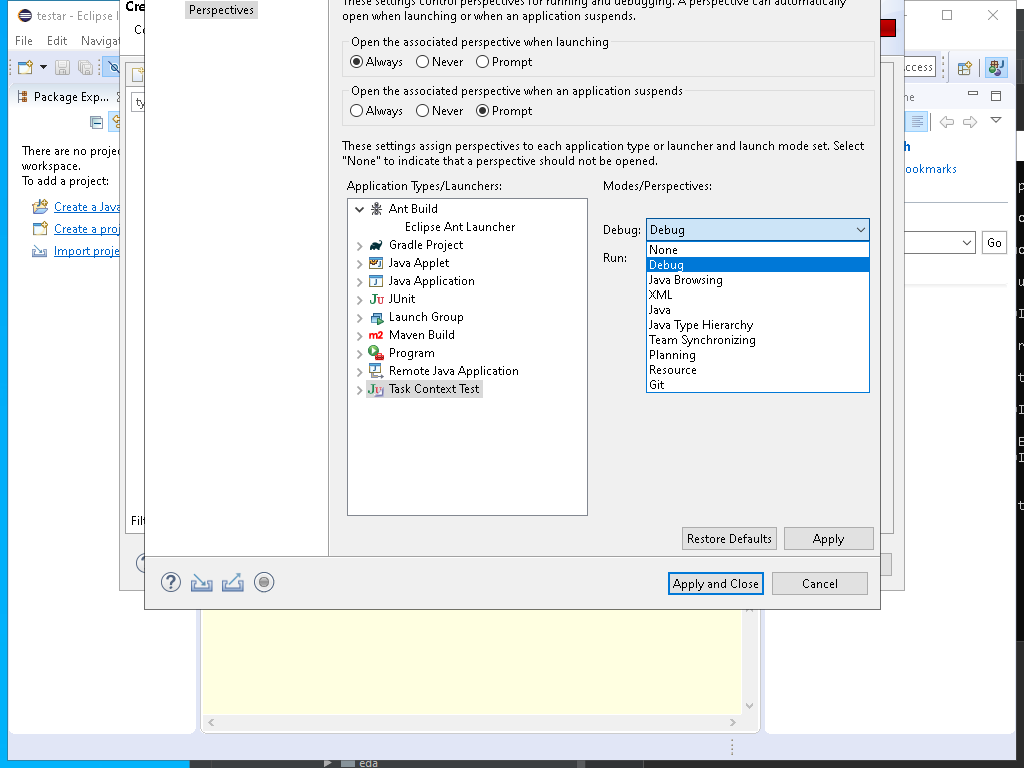 testar - Eclipse I
File Edit Navigat
Package Exp...
There are no proje
workspace.
To add a project:
Create a Java
Create a proj
Import proje
Cre
Perspectives
These settings control perspectives for running and debugging. A perspective can automatically
open when launching or when an application suspends.
Open the associated perspective when launching
Always Never Prompt
Open the associated perspective when an application suspends
Always Never Prompt
These settings assign perspectives to each application type or launcher and launch mode set. Select
"None" to indicate that a perspective should not be opened.
Application Types/Launchers:
Ant Build
Eclipse Ant Launcher
Gradle Project
Java Applet
Java Application
JUnit
Launch Group
Maven Build
Program
Remote Java Application
Task Context Test
Modes/Perspectives:
Debug: Debug
Run:
None
Debug
Java Browsing
XML
Java
Java Type Hierarchy
Team Synchronizing
Planning
Resource
Git
Restore Defaults Apply
Apply and Close Cancel
ccess
ne
h
ookmarks
Go
Filt
eda